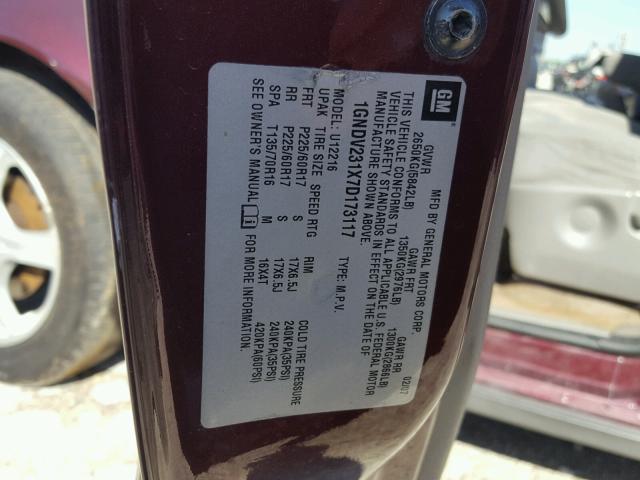 GM
MFD BY GENERAL MOTORS CORP. 02/07
GVWR GAWR FRT GAWR RR
2650KG(5842LB) 1350KG(2976LB) 1300KG(2866LB)
THIS VEHICLE CONFORMS TO ALL APPLICABLE U.S. FEDERAL MOTOR
VEHICLE SAFETY STANDARDS IN EFFECT ON THE DATE OF
MANUFACTURE SHOWN ABOVE.
1GNDV231X7D173117 TYPE: M.P.V.
MODEL: U12216
UPAK TIRE SIZE SPEED RTG RIM COLD TIRE PRESSURE
FRT P225/60R17 S 17X6.5J 240KPA(35PSI)
RR P225/60R17 S 17X6.5J 240KPA(35PSI)
SPA T135/70R16 M 16X4T 420KPA(60PSI)
SEE OWNER'S MANUAL FOR MORE INFORMATION.